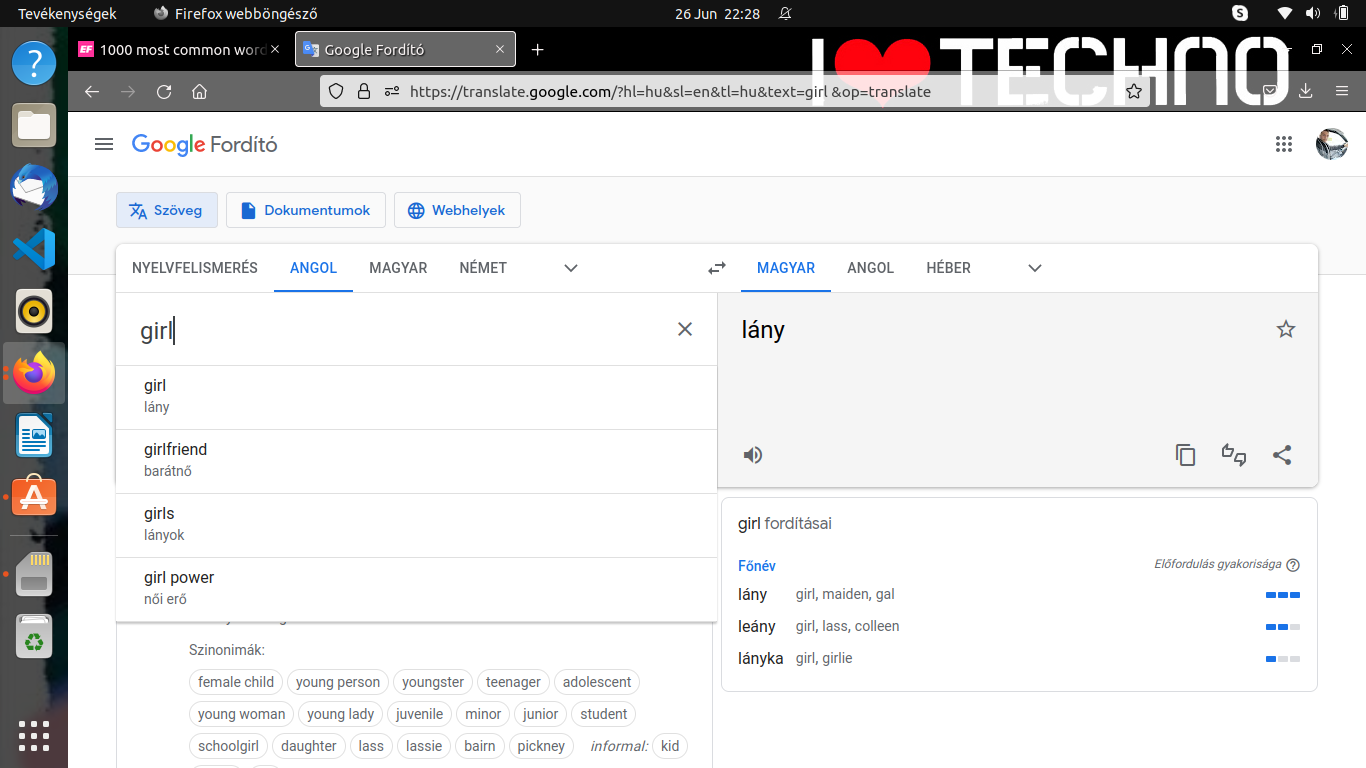 Tevékenységek
Firefox webböngésző
26 Jun 22:28
1000 most common word
Google Fordító
I TECHNO
https://translate.google.com/?hl=hu&sl=en&tl=hu&text=girl &op=translate
Google Fordító
Szöveg
Dokumentumok
Webhelyek
NYELVFELISMERÉS
ANGOL
MAGYAR
NÉMET
MAGYAR
ANGOL
HÉBER
girl
lány
girl
lány
girlfriend
barátnő
girls
lányok
girl power
női erő
girl fordításai
Főnév
Előfordulás gyakorisága
lány girl, maiden, gal
leány girl, lass, colleen
lányka girl, girlie
Szinonimák:
female child young person youngster teenager adolescent
young woman young lady juvenile minor junior student
schoolgirl daughter lass lassie bairn pickney informal: kid